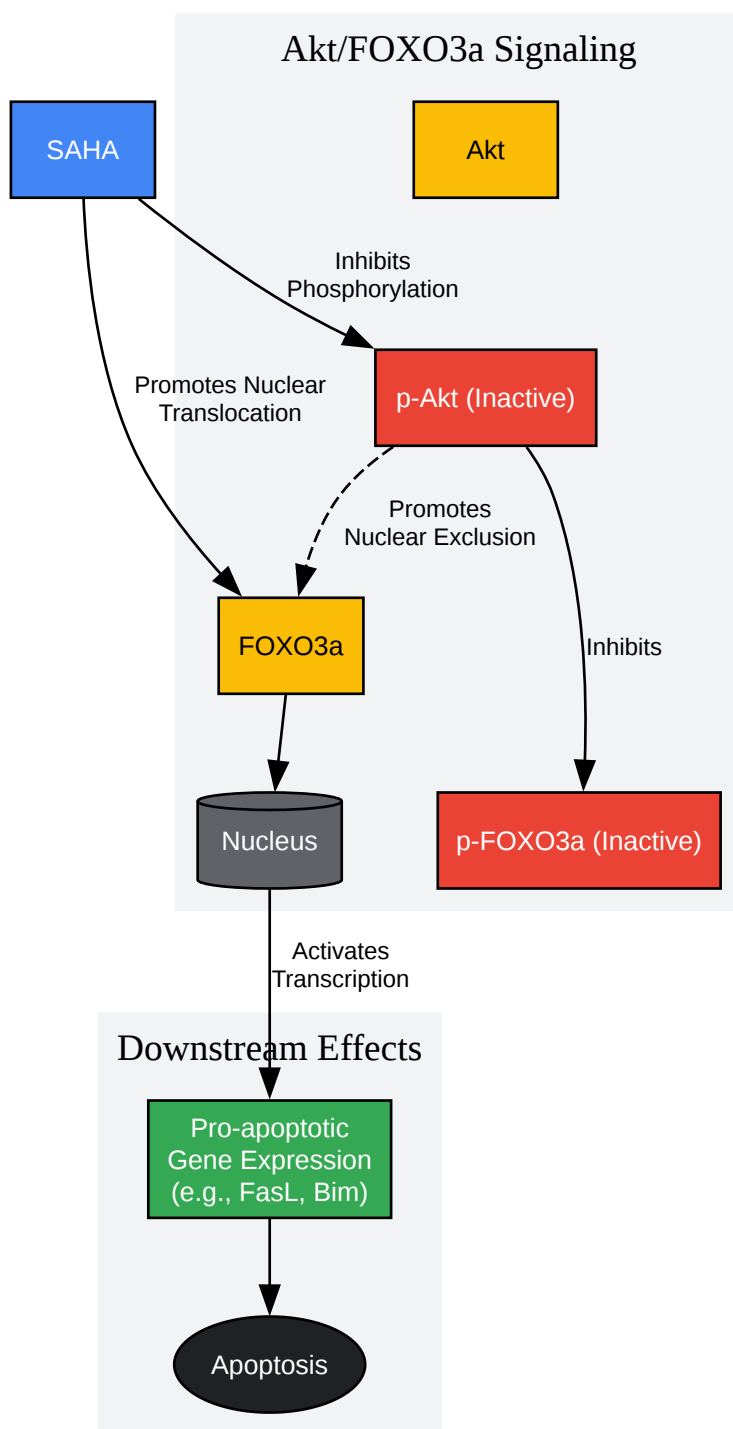 Akt/FOXO3a Signaling
SAHA
Akt
Inhibits
Phosphorylation
Promotes Nuclear
Translocation
p-Akt (Inactive)
Promotes
Nuclear Exclusion
FOXO3a
Inhibits
Nucleus
p-FOXO3a (Inactive)
Activates
Transcription
Downstream Effects
Pro-apoptotic
Gene Expression
(e.g., FasL, Bim)
Apoptosis